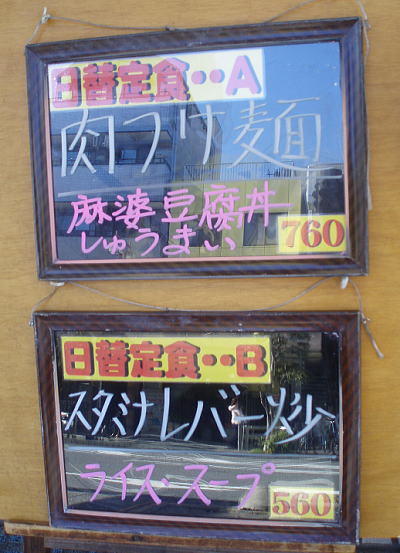 日替定食••A
肉つけ麺
麻婆豆腐丼
しゅうまい
760
日替定食••B
スタミナレバー炒
ライス・スープ
560